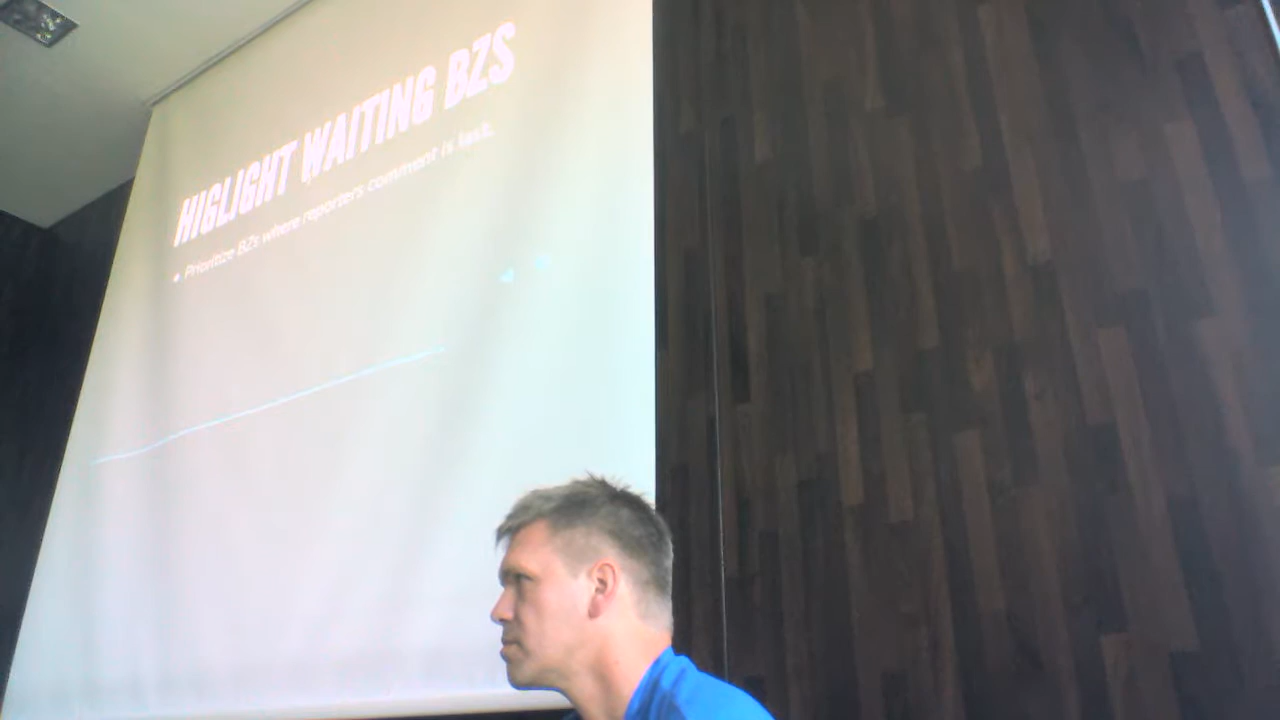 HIGLIGHT WAITING BZS
• Prioritize BZs where reporters comment is last.